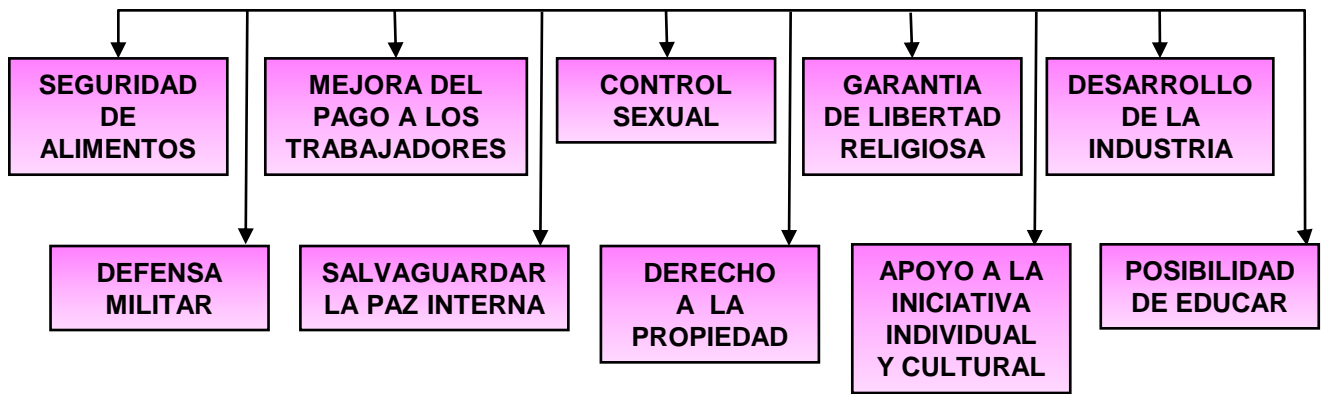 SEGURIDAD
DE
ALIMENTOS
MEJORA DEL
PAGO A LOS
TRABAJADORES
CONTROL
SEXUAL
GARANTIA
DE LIBERTAD
RELIGIOSA
DESARROLLO
DE LA
INDUSTRIA
DEFENSA
MILITAR
SALVAGUARDAR
LA PAZ INTERNA
DERECHO
A LA
PROPIEDAD
APOYO A LA
INICIATIVA
INDIVIDUAL
Y CULTURAL
POSIBILIDAD
DE EDUCAR